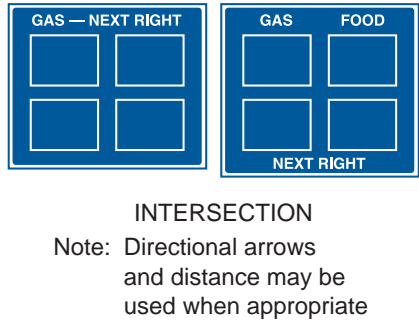 GAS — NEXT RIGHT
GAS FOOD
NEXT RIGHT
INTERSECTION
Note: Directional arrows
and distance may be
used when appropriate